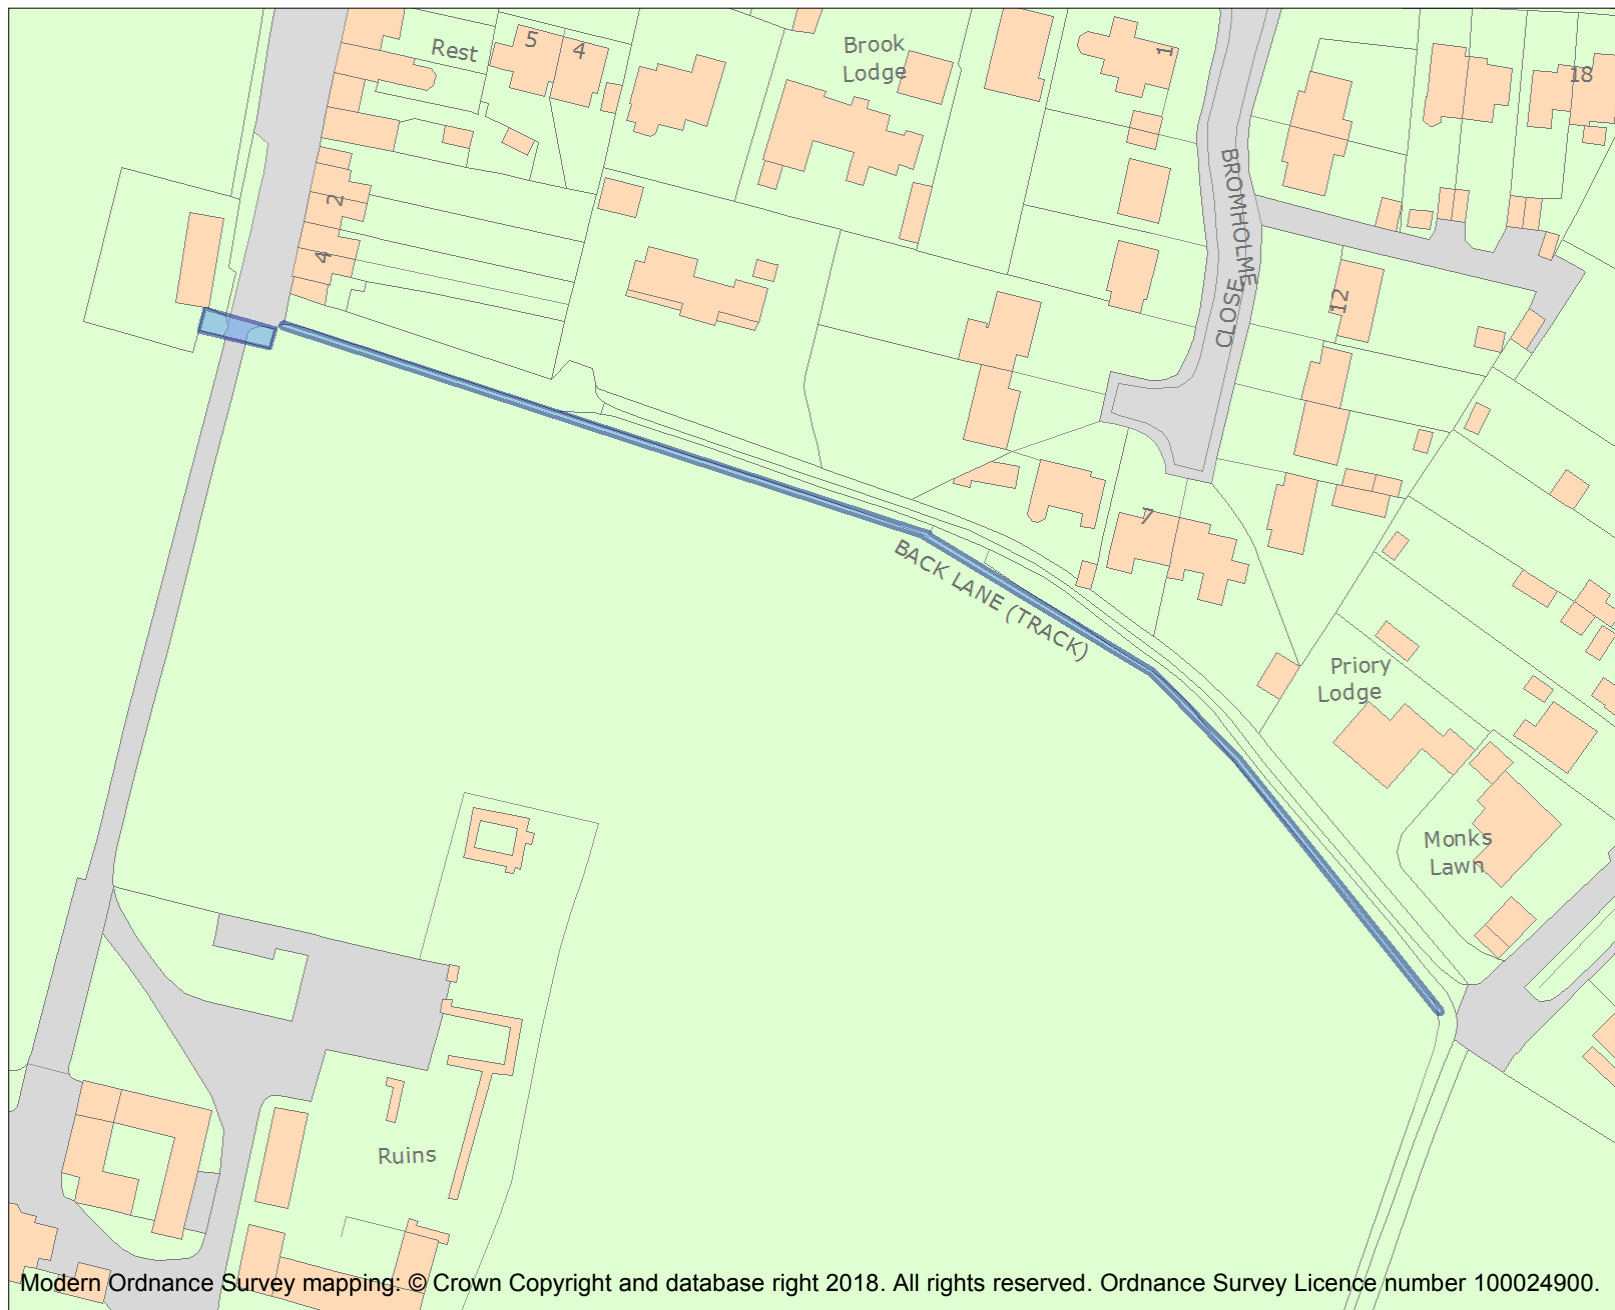 Rest
5
4
Brook
Lodge
1
18
2
4
BROMHOLME
CLOSE
12
7
BACK LANE (TRACK)
Priory
Lodge
Monks
Lawn
Ruins
Modern Ordnance Survey mapping: © Crown Copyright and database right 2018. All rights reserved. Ordnance Survey Licence number 100024900.